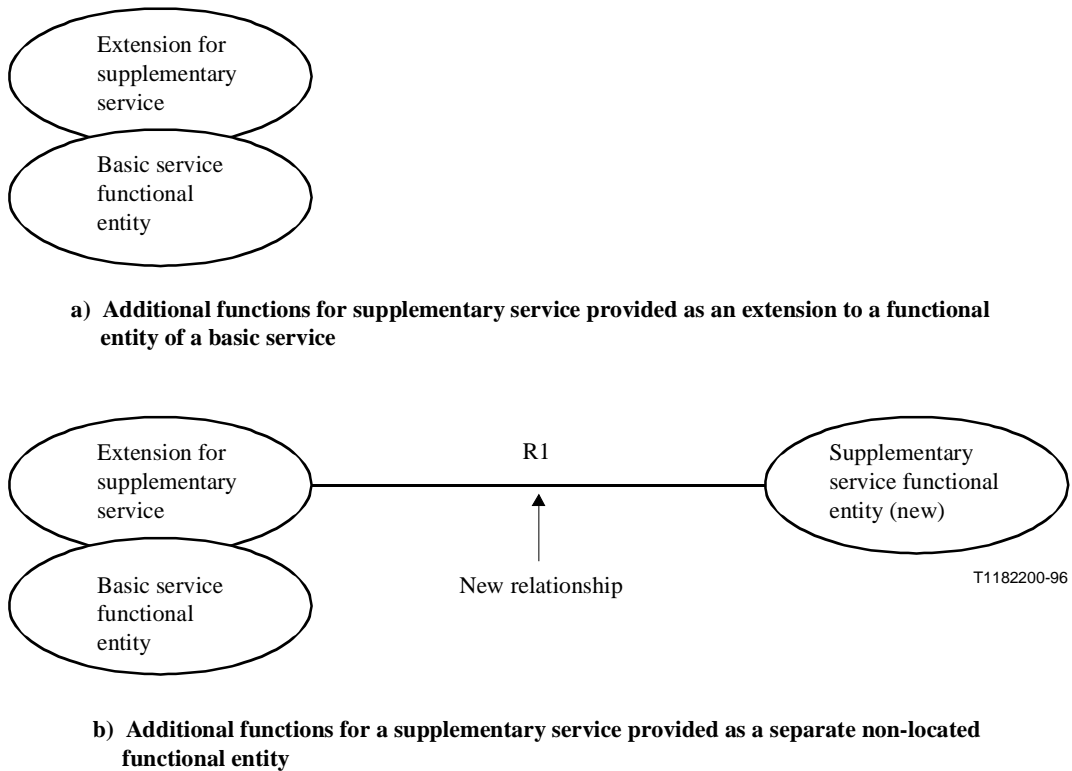 Extension for
supplementary
service
Basic service
functional
entity
a) Additional functions for supplementary service provided as an extension to a functional
entity of a basic service
Extension for
supplementary
service
R1
Supplementary
service functional
entity (new)
Basic service
functional
entity
New relationship
T1182200-96
b) Additional functions for a supplementary service provided as a separate non-located
functional entity